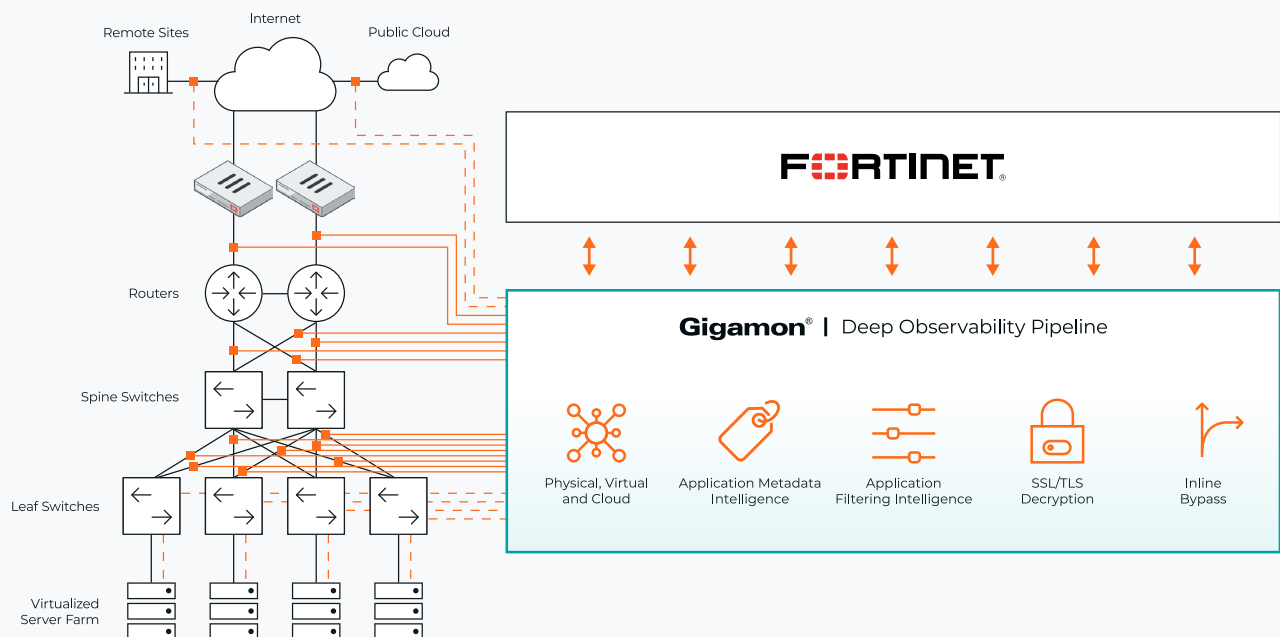 Internet
Remote Sites
Public Cloud
FORTINET®
Routers
Gigamon® | Deep Observability Pipeline
Spine Switches
Physical, Virtual
and Cloud
Application Metadata
Intelligence
Application
Filtering Intelligence
SSL/TLS
Decryption
Inline
Bypass
Leaf Switches
Virtualized
Server Farm